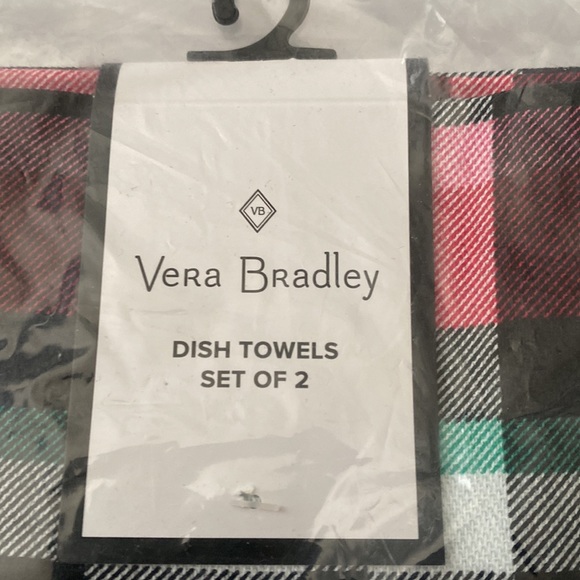 VB
Vera Bradley
DISH TOWELS
SET OF 2